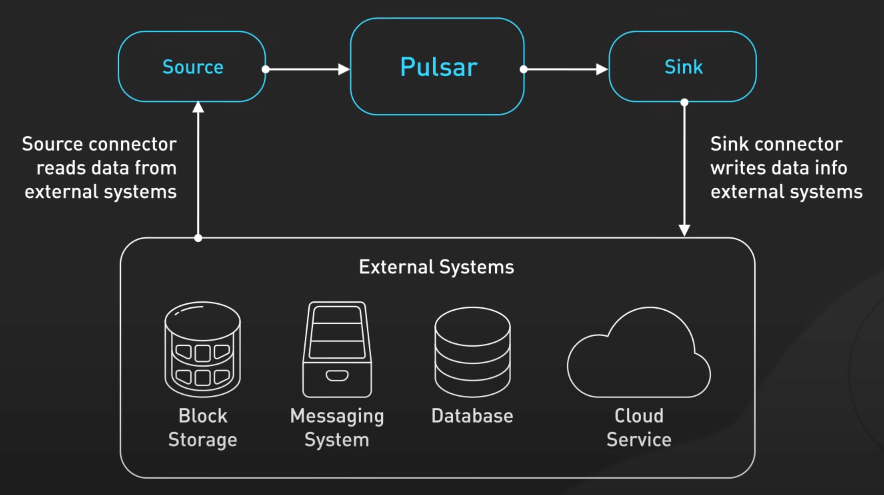 Source
Pulsar
Sink
Source connector
reads data from
external systems
Sink connector
writes data info
external systems
External Systems
Block
Storage
Messaging
System
Database
Cloud
Service